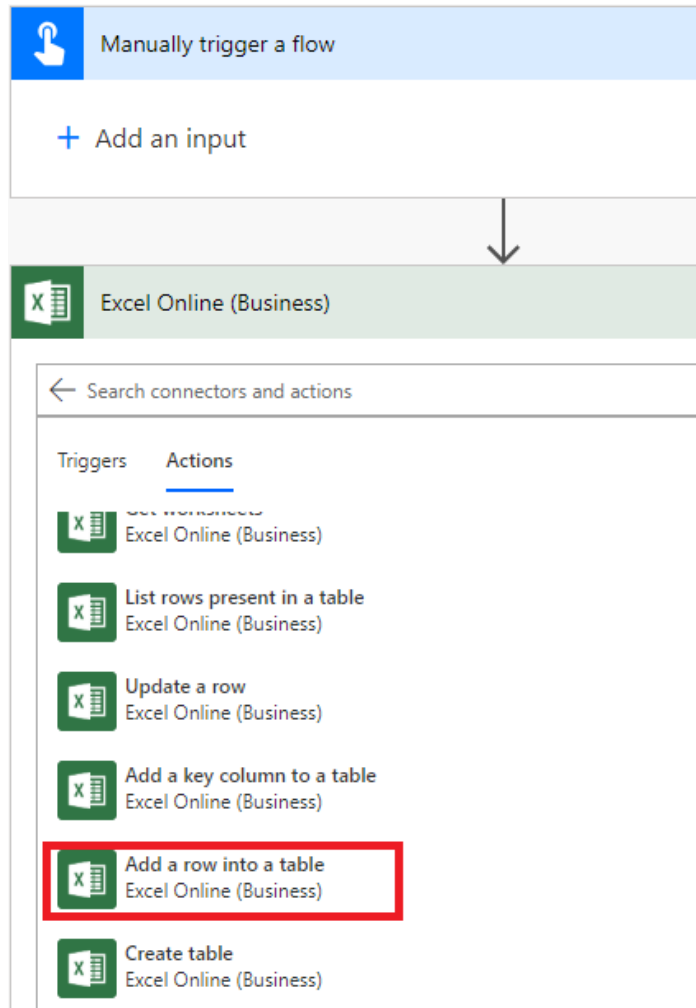 Manually trigger a flow
+ Add an input
Excel Online (Business)
Search connectors and actions
Triggers Actions
Get worksheets
Excel Online (Business)
List rows present in a table
Excel Online (Business)
Update a row
Excel Online (Business)
Add a key column to a table
Excel Online (Business)
Add a row into a table
Excel Online (Business)
Create table
Excel Online (Business)